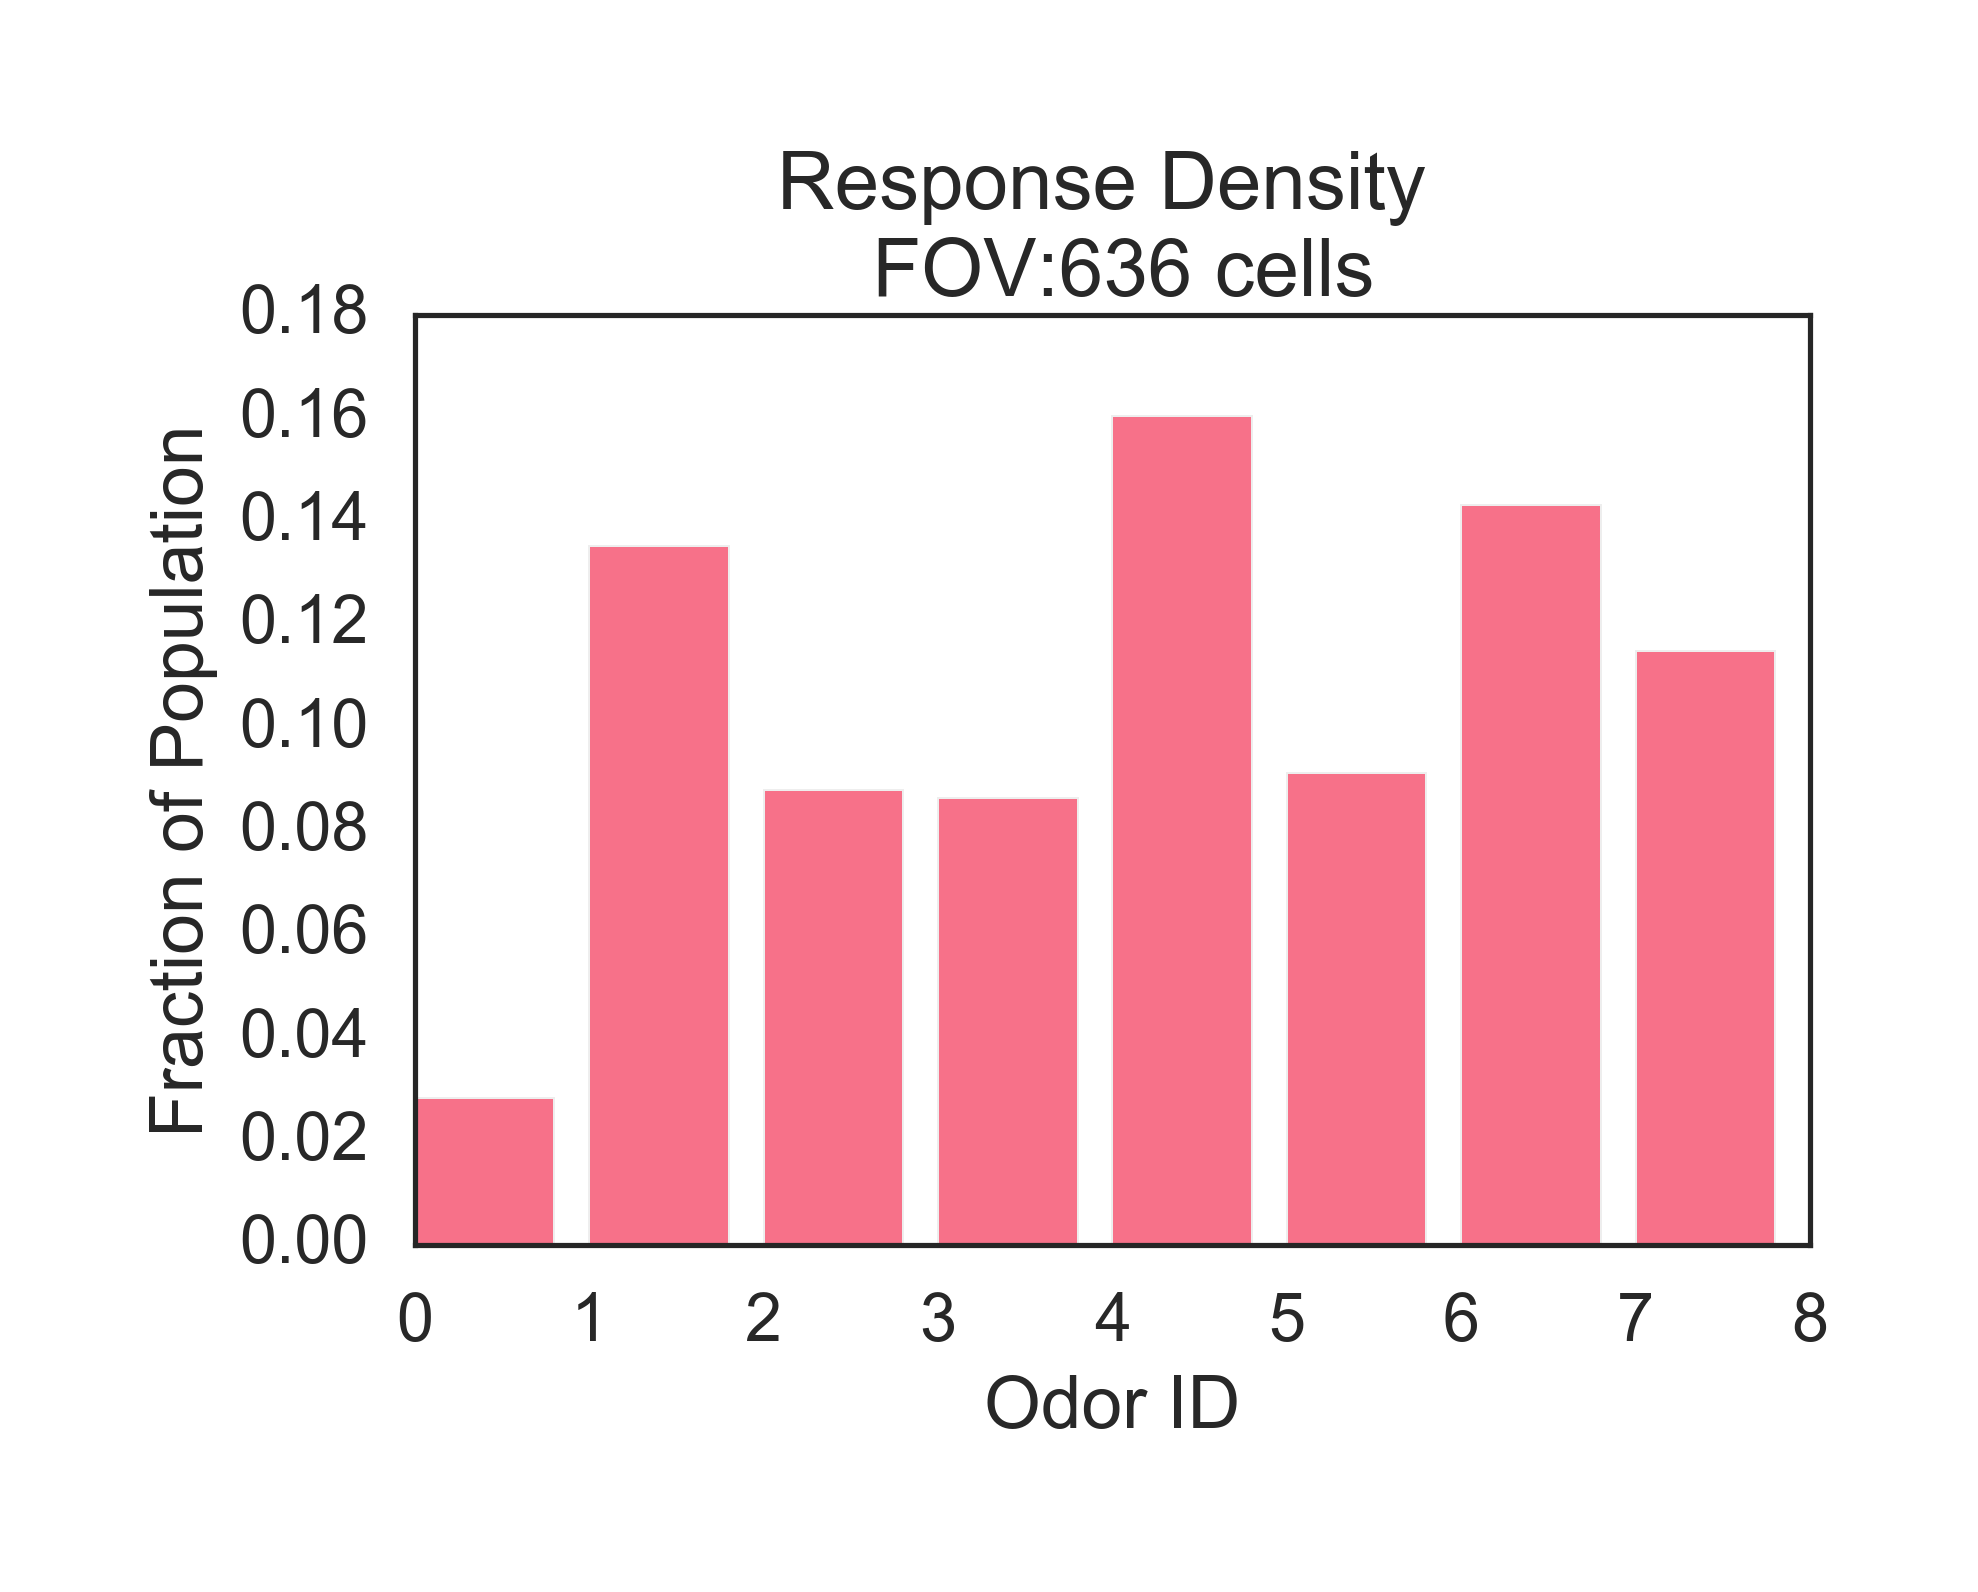 Response Density
FOV:636 cells
0.18
0.16
0.14
0.12
0.10
0.08
0.06
0.04
0.02
0.00
Fraction of Population
0 1 2 3 4 5 6 7 8
Odor ID